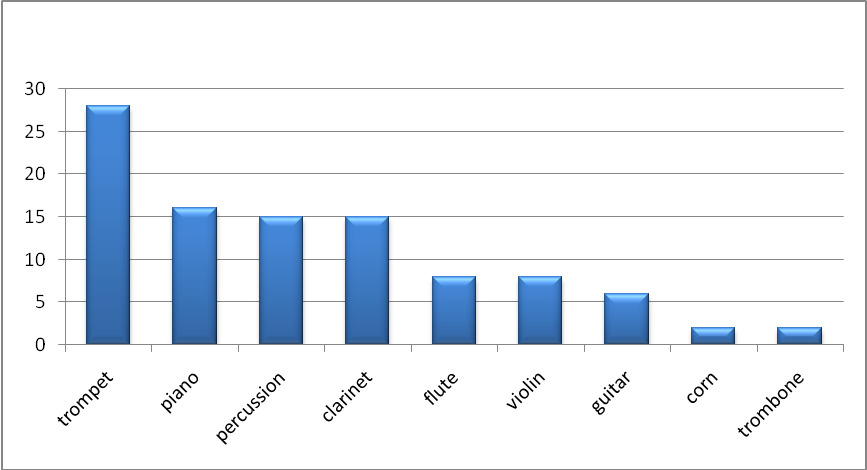 30
25
20
15
10
5
0
trompet
piano
percussion
clarinet
flute
violin
guitar
corn
trombone